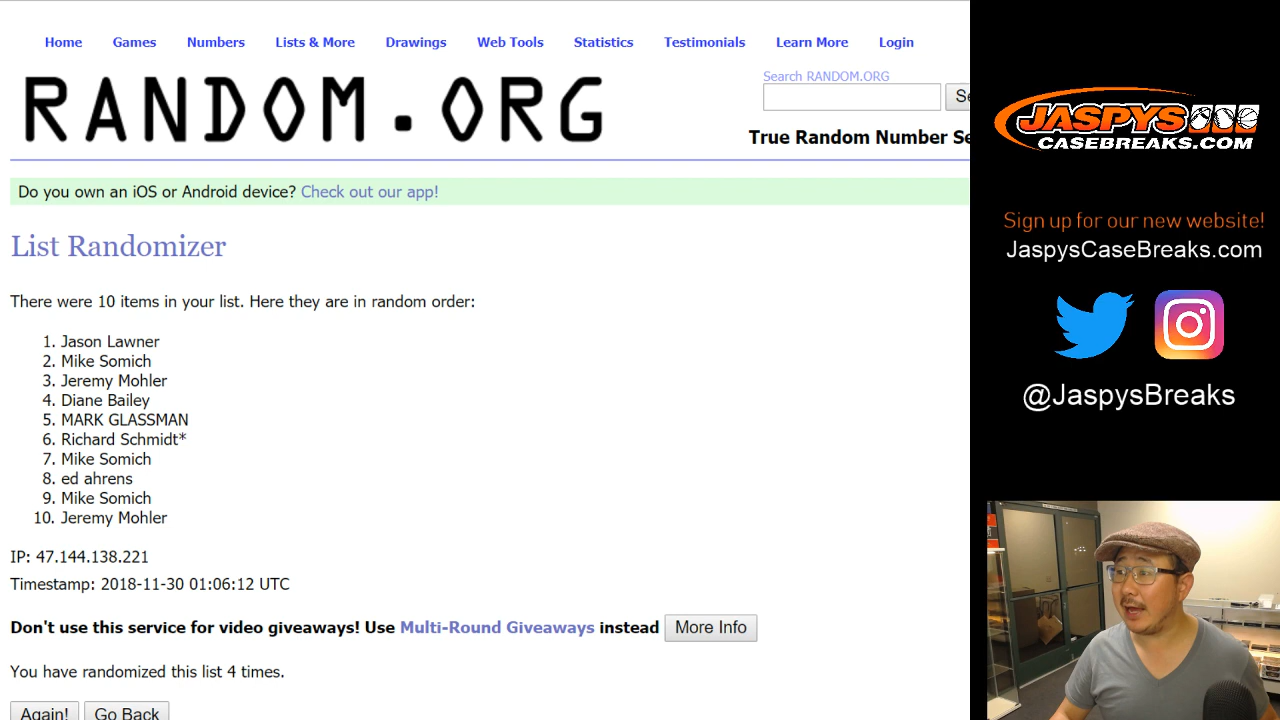 Home Games Numbers Lists & More Drawings Web Tools Statistics Testimonials Learn More Login
RANDOM.ORG
Search RANDOM.ORG
True Random Number
Do you own an iOS or Android device? Check out our app!
List Randomizer
There were 10 items in your list. Here they are in random order:
1. Jason Lawner
2. Mike Somich
3. Jeremy Mohler
4. Diane Bailey
5. MARK GLASSMAN
6. Richard Schmidt*
7. Mike Somich
8. ed ahrens
9. Mike Somich
10. Jeremy Mohler
IP: 47.144.138.221
Timestamp: 2018-11-30 01:06:12 UTC
Don't use this service for video giveaways! Use Multi-Round Giveaways instead More Info
You have randomized this list 4 times.
Again! Go Back
JASPYS
CASEBREAKS.COM
Sign up for our new website!
JaspysCaseBreaks.com
@JaspysBreaks